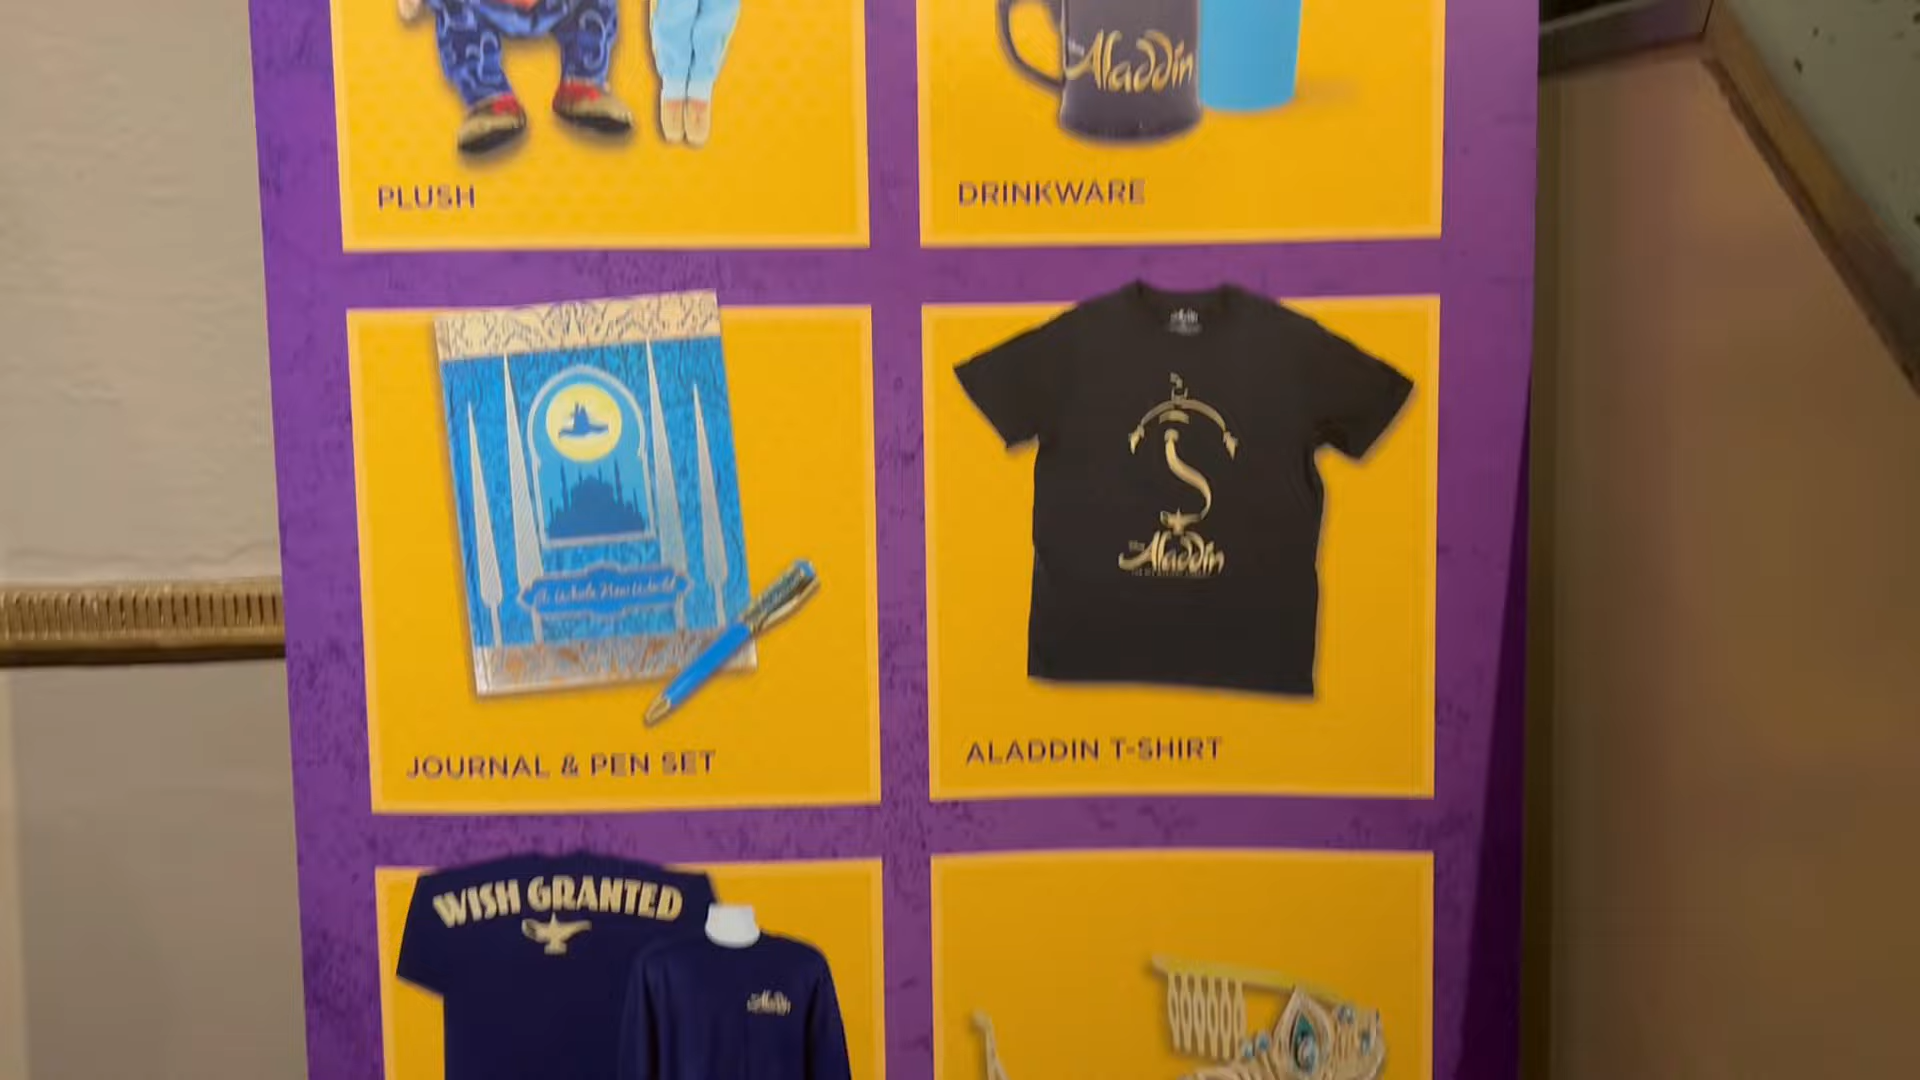 Aladdin
PLUSH
DRINKWARE
A Whole New World
Aladdin
JOURNAL & PEN SET
ALADDIN T-SHIRT
WISH GRANTED
Aladdin